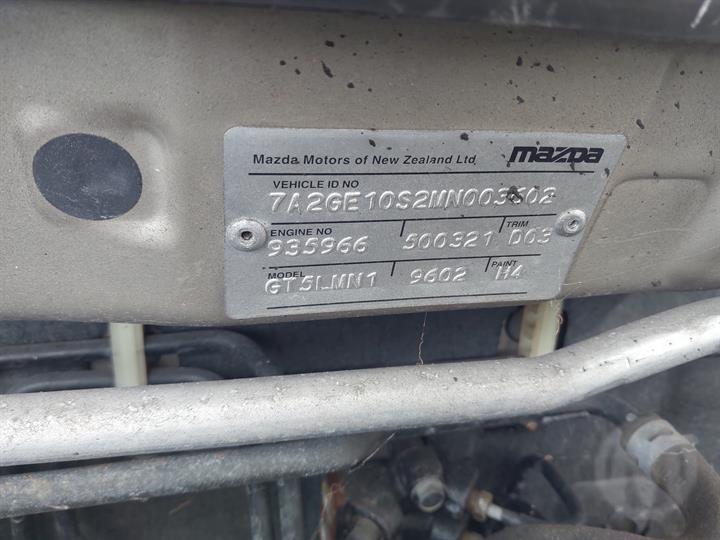 Mazda Motors of New Zealand Ltd mazda
VEHICLE ID NO
7A2GE10S2MN003602
ENGINE NO TRIM
935966 500321 D03
MODEL PAINT
GT5LMN1 9602 H4